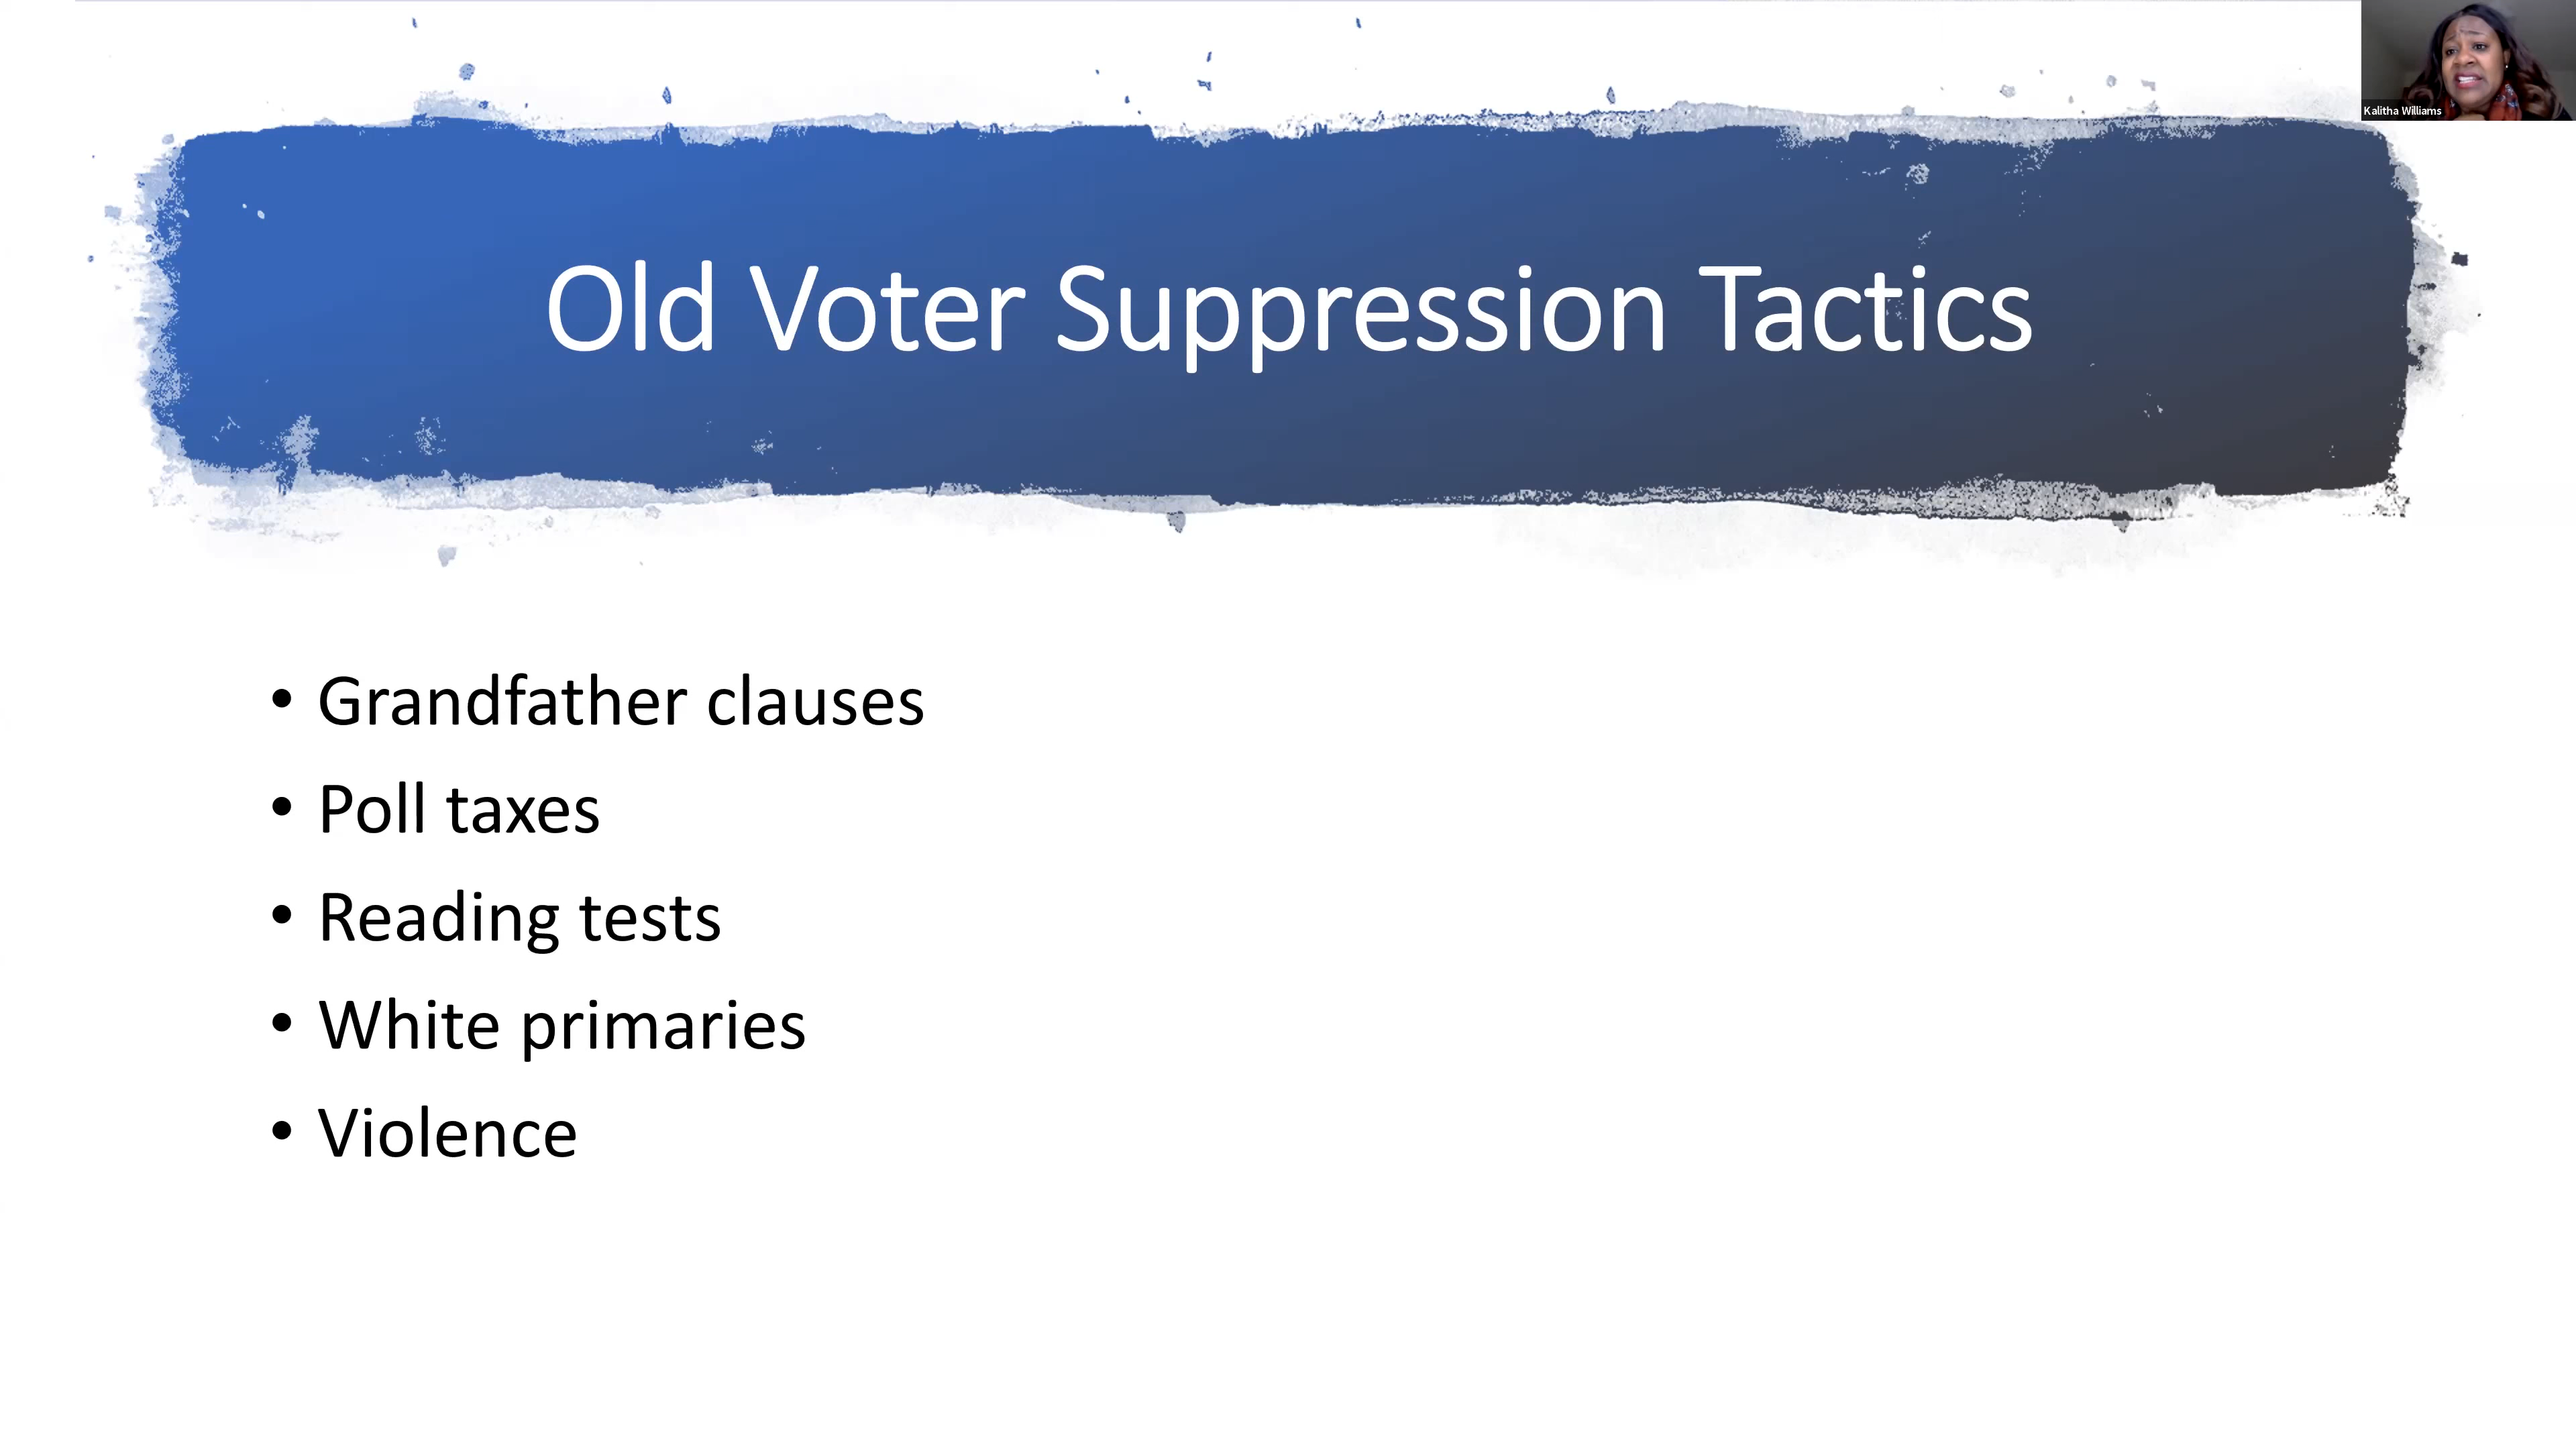 Kalitha Williams
Old Voter Suppression Tactics
• Grandfather clauses
• Poll taxes
• Reading tests
• White primaries
• Violence